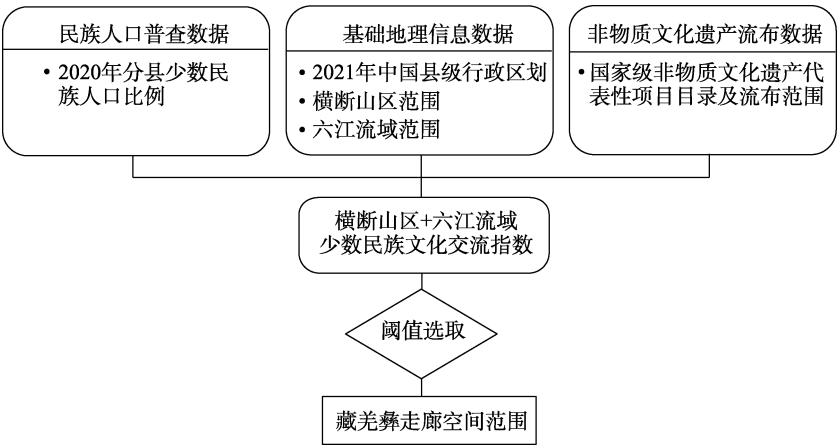 民族人口普查数据
• 2020年分县少数民
族人口比例
基础地理信息数据
• 2021年中国县级行政区划
• 横断山区范围
• 六江流域范围
非物质文化遗产流布数据
• 国家级非物质文化遗产代
表性项目目录及流布范围
横断山区+六江流域
少数民族文化交流指数
阈值选取
藏羌彝走廊空间范围